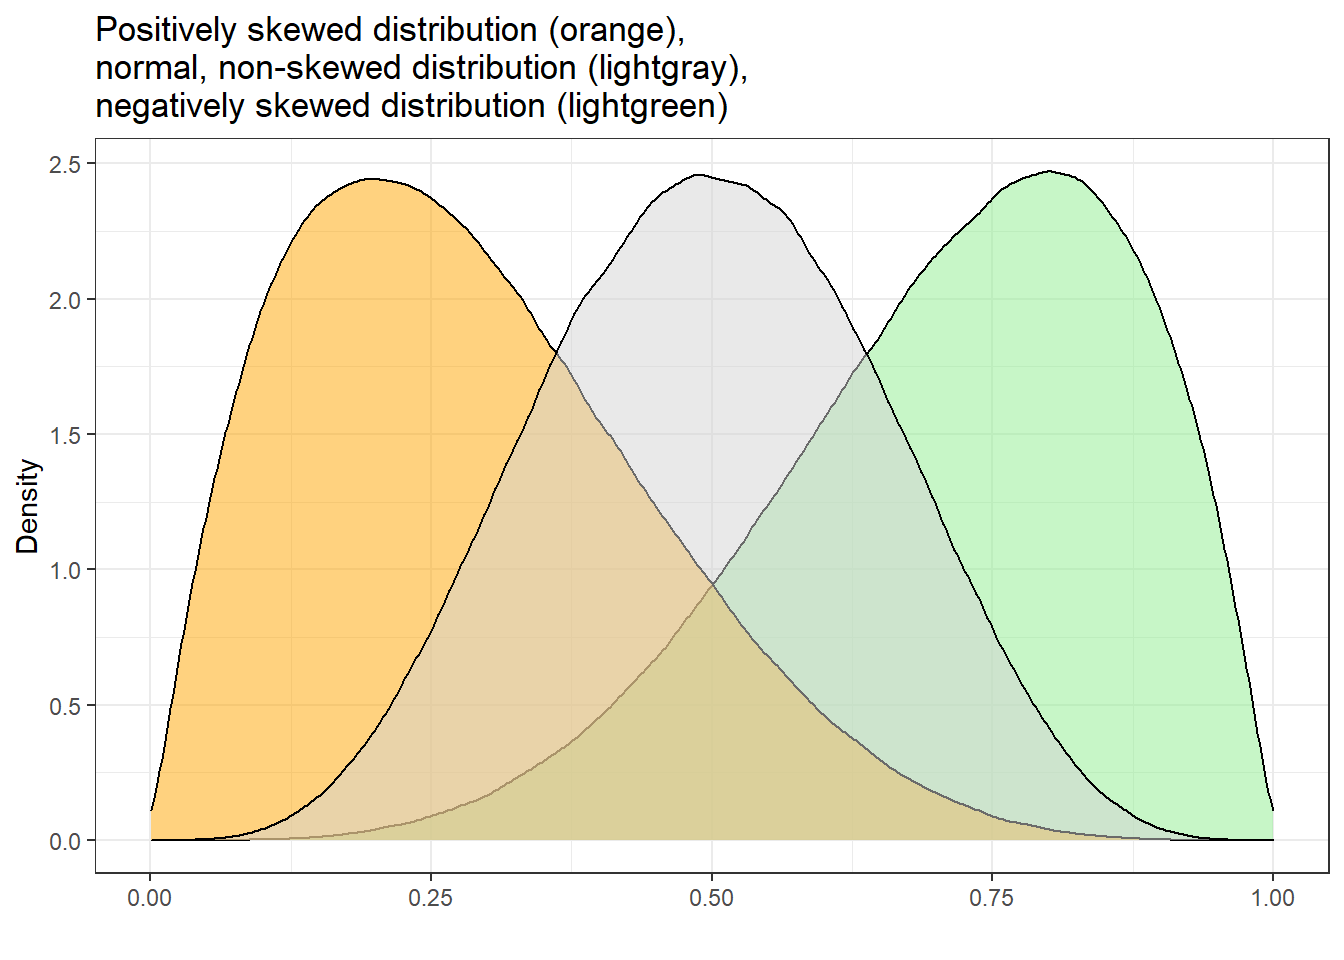 Positively skewed distribution (orange),
normal, non-skewed distribution (lightgray),
negatively skewed distribution (lightgreen)
2.5
2.0
1.5
1.0
0.5
0.0
Density
0.00 0.25 0.50 0.75 1.00